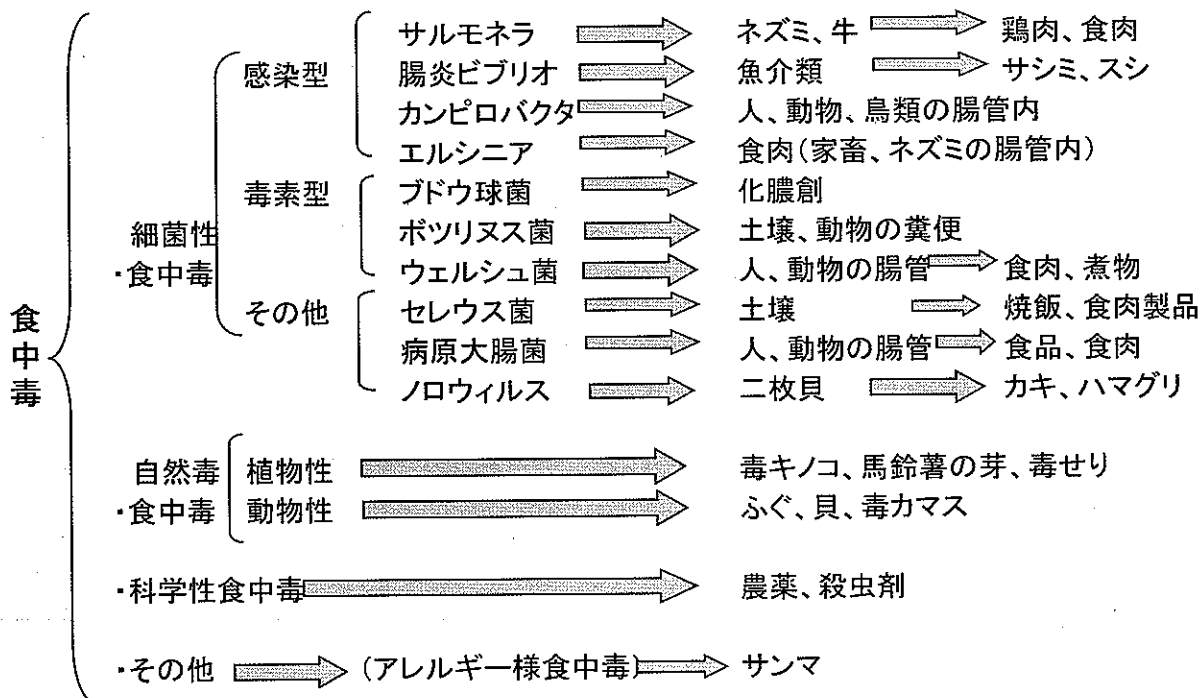 サルモネラ ネズミ、牛 鶏肉、食肉
感染型 腸炎ビブリオ 魚介類 サシミ、スシ
カンピロバクタ 人、動物、鳥類の腸管内
エルシニア 食肉(家畜、ネズミの腸管内)
毒素型 ブドウ球菌 化膿創
細菌性 ボツリヌス菌 土壌、動物の糞便
・食中毒 ウェルシュ菌 人、動物の腸管 食肉、煮物
その他 セレウス菌 土壌 焼飯、食肉製品
病原大腸菌 人、動物の腸管 食品、食肉
食中毒
ノロウィルス 二枚貝 カキ、ハマグリ
自然毒 植物性 毒キノコ、馬鈴薯の芽、毒せり
・食中毒 動物性 ふぐ、貝、毒カマス
・科学性食中毒 農薬、殺虫剤
・その他 (アレルギー様食中毒) サンマ